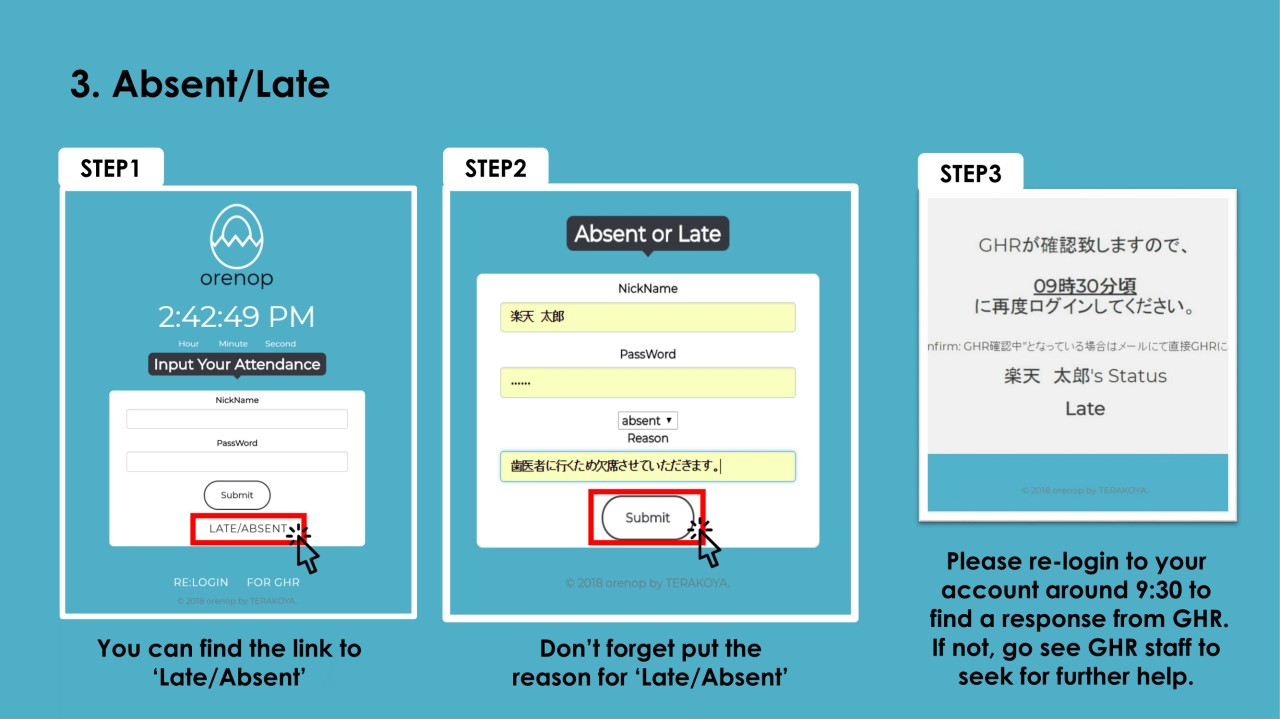 3. Absent/Late
STEP1
orenop
2:42:49 PM
Hour Minute Second
Input Your Attendance
NickName
PassWord
Submit
LATE/ABSENT
RE:LOGIN FOR GHR
© 2018 orenop by TERAKOYA.
You can find the link to
‘Late/Absent’
STEP2
Absent or Late
NickName
楽天 太郎
PassWord
······
absent ▼
Reason
歯医者に行くため欠席させていただきます。
Submit
© 2018 orenop by TERAKOYA.
Don’t forget put the
reason for ‘Late/Absent’
STEP3
GHRが確認致しますので、
09時30分頃
に再度ログインしてください。
nfirm: GHR確認中"となっている場合はメールにて直接GHRに
楽天 太郎's Status
Late
© 2018 orenop by TERAKOYA.
Please re-login to your
account around 9:30 to
find a response from GHR.
If not, go see GHR staff to
seek for further help.